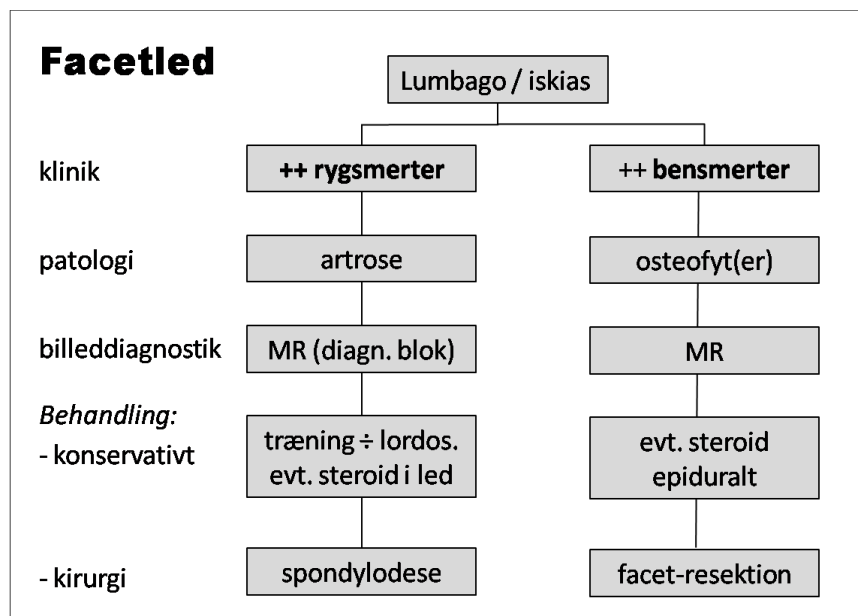 Facetled
Lumbago / iskias
klinik
++ rygsmerter
++ bensmerter
patologi
artrose
osteofyt(er)
billeddiagnostik
MR (diagn. blok)
MR
Behandling:
- konservativt
træning ÷ lordos.
evt. steroid i led
evt. steroid
epiduralt
- kirurgi
spondylodese
facet-resektion